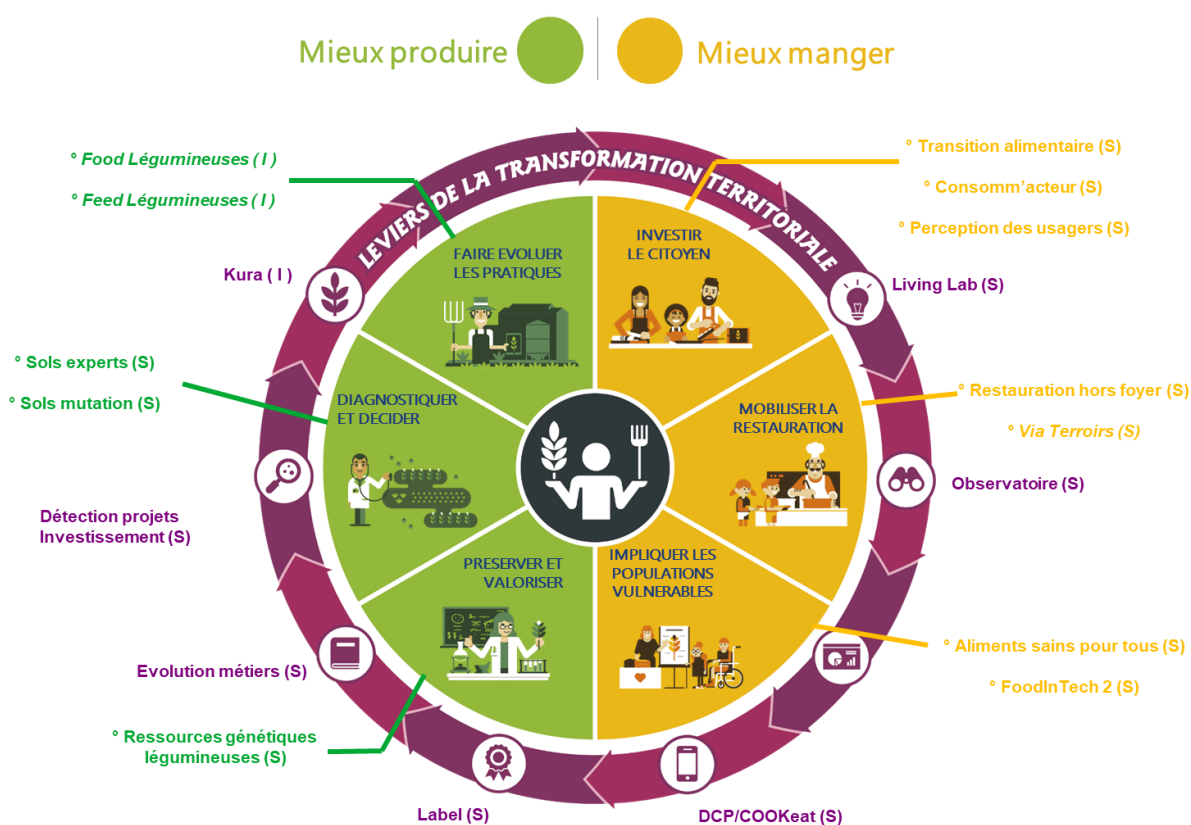 Mieux produire
Mieux manger
LEVIERS DE LA TRANSFORMATION TERRITORIALE
° Food Légumineuses ( I )
° Feed Légumineuses ( I )
° Transition alimentaire (S)
° Consomm’acteur (S)
° Perception des usagers (S)
FAIRE EVOLUER
LES PRATIQUES
INVESTIR
LE CITOYEN
Kura ( I )
Living Lab (S)
° Sols experts (S)
° Sols mutation (S)
DIAGNOSTIQUER
ET DECIDER
MOBILISER LA
RESTAURATION
° Restauration hors foyer (S)
° Via Terroirs (S)
Détection projets
Investissement (S)
Observatoire (S)
PRESERVER ET
VALORISER
IMPLIQUER LES
POPULATIONS
VULNERABLES
Evolution métiers (S)
° Aliments sains pour tous (S)
° FoodInTech 2 (S)
° Ressources génétiques
légumineuses (S)
Label (S)
DCP/COOKeat (S)